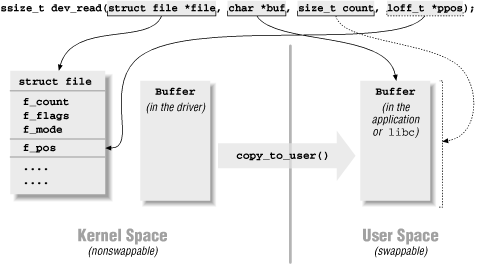 ssize_t dev_read(struct file *file, char *buf, size_t count, loff_t *ppos);
struct file
f_count
f_flags
f_mode
f_pos
....
....
Buffer
(in the driver)
copy_to_user()
Buffer
(in the
application
or libc)
Kernel Space
(nonswappable)
User Space
(swappable)